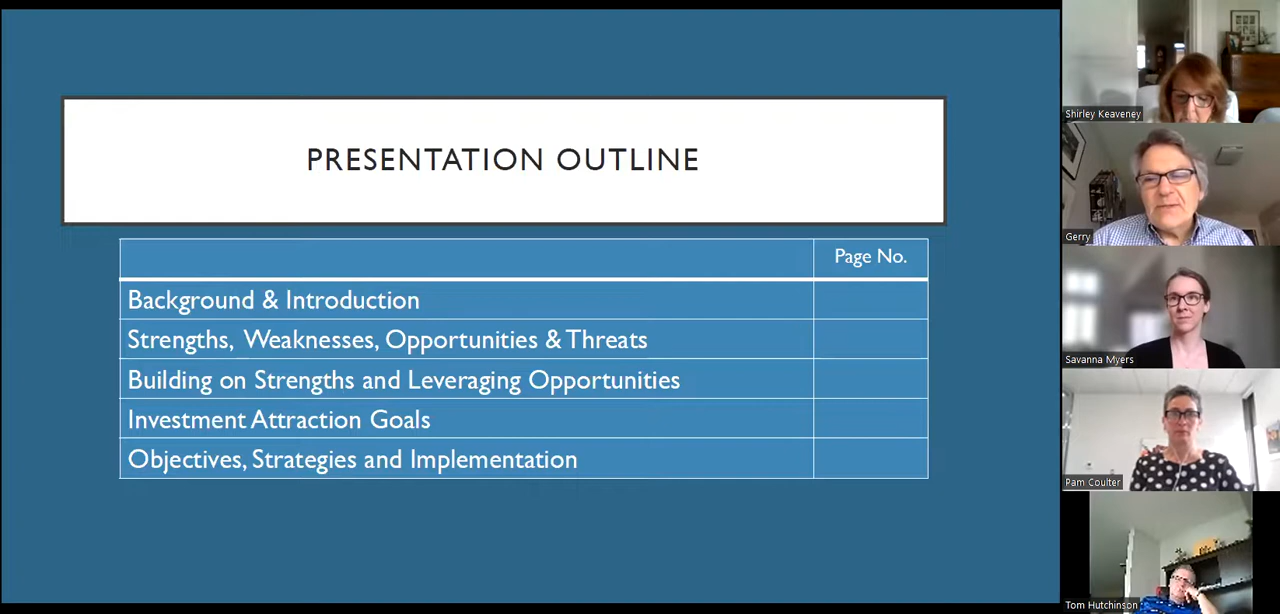 PRESENTATION OUTLINE
Page No.
Background & Introduction
Strengths, Weaknesses, Opportunities & Threats
Building on Strengths and Leveraging Opportunities
Investment Attraction Goals
Objectives, Strategies and Implementation
Shirley Keaveney
Gerry
Savanna Myers
Pam Coulter
Tom Hutchinson